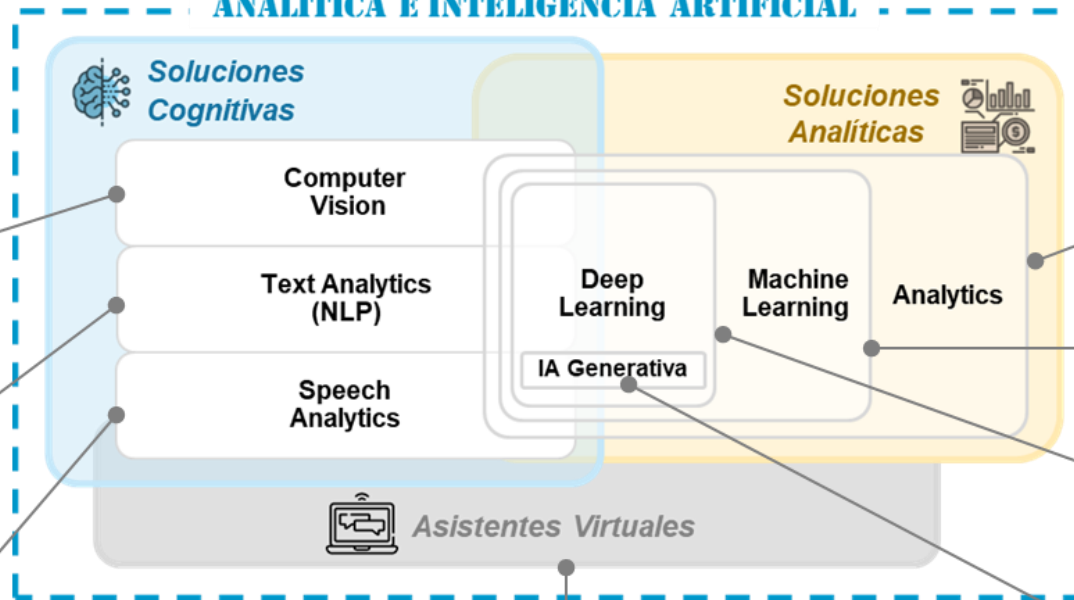 ANALÍTICA E INTELIGENCIA ARTIFICIAL
Soluciones
Cognitivas
Soluciones
Analíticas
Computer
Vision
Text Analytics
(NLP)
Speech
Analytics
Deep
Learning
IA Generativa
Machine
Learning
Analytics
Asistentes Virtuales